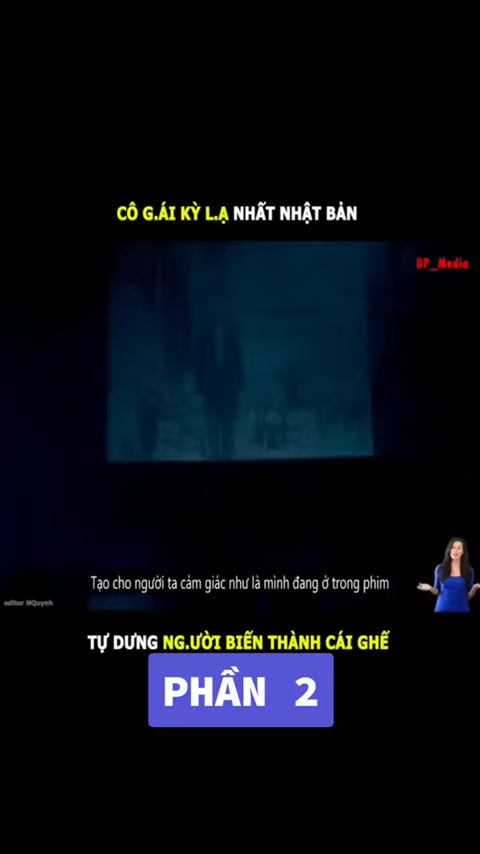 CÔ G.ÁI KỲ L.Ạ NHẤT NHẬT BẢN
DP_Media
Tạo cho người ta cảm giác như là mình đang ở trong phim
editor NQuynh
TỰ DƯNG NG.ƯỜI BIẾN THÀNH CÁI GHẾ
PHẦN 2